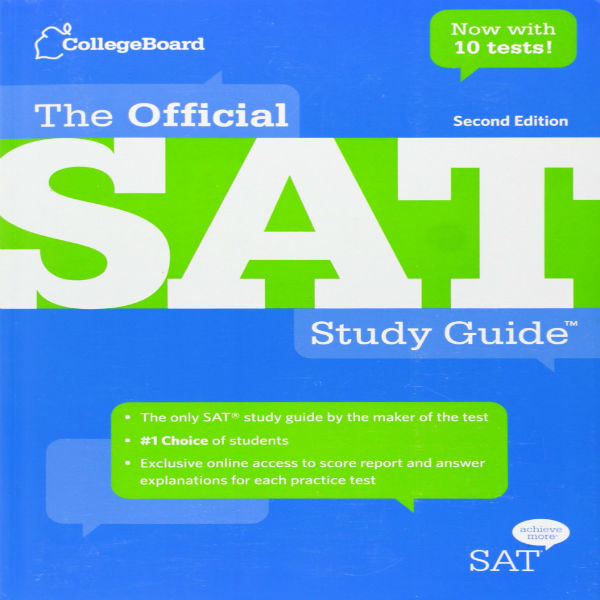 CollegeBoard
Now with
10 tests!
The Official
Second Edition
SAT
Study Guide™
• The only SAT® study guide by the maker of the test
• #1 Choice of students
• Exclusive online access to score report and answer
explanations for each practice test
achieve
more™
SAT®